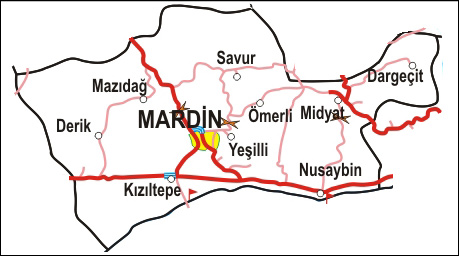 Savur
Dargeçit
Mazıdağ
MARDİN
Ömerli
Midyat
Derik
Yeşilli
Nusaybin
Kızıltepe